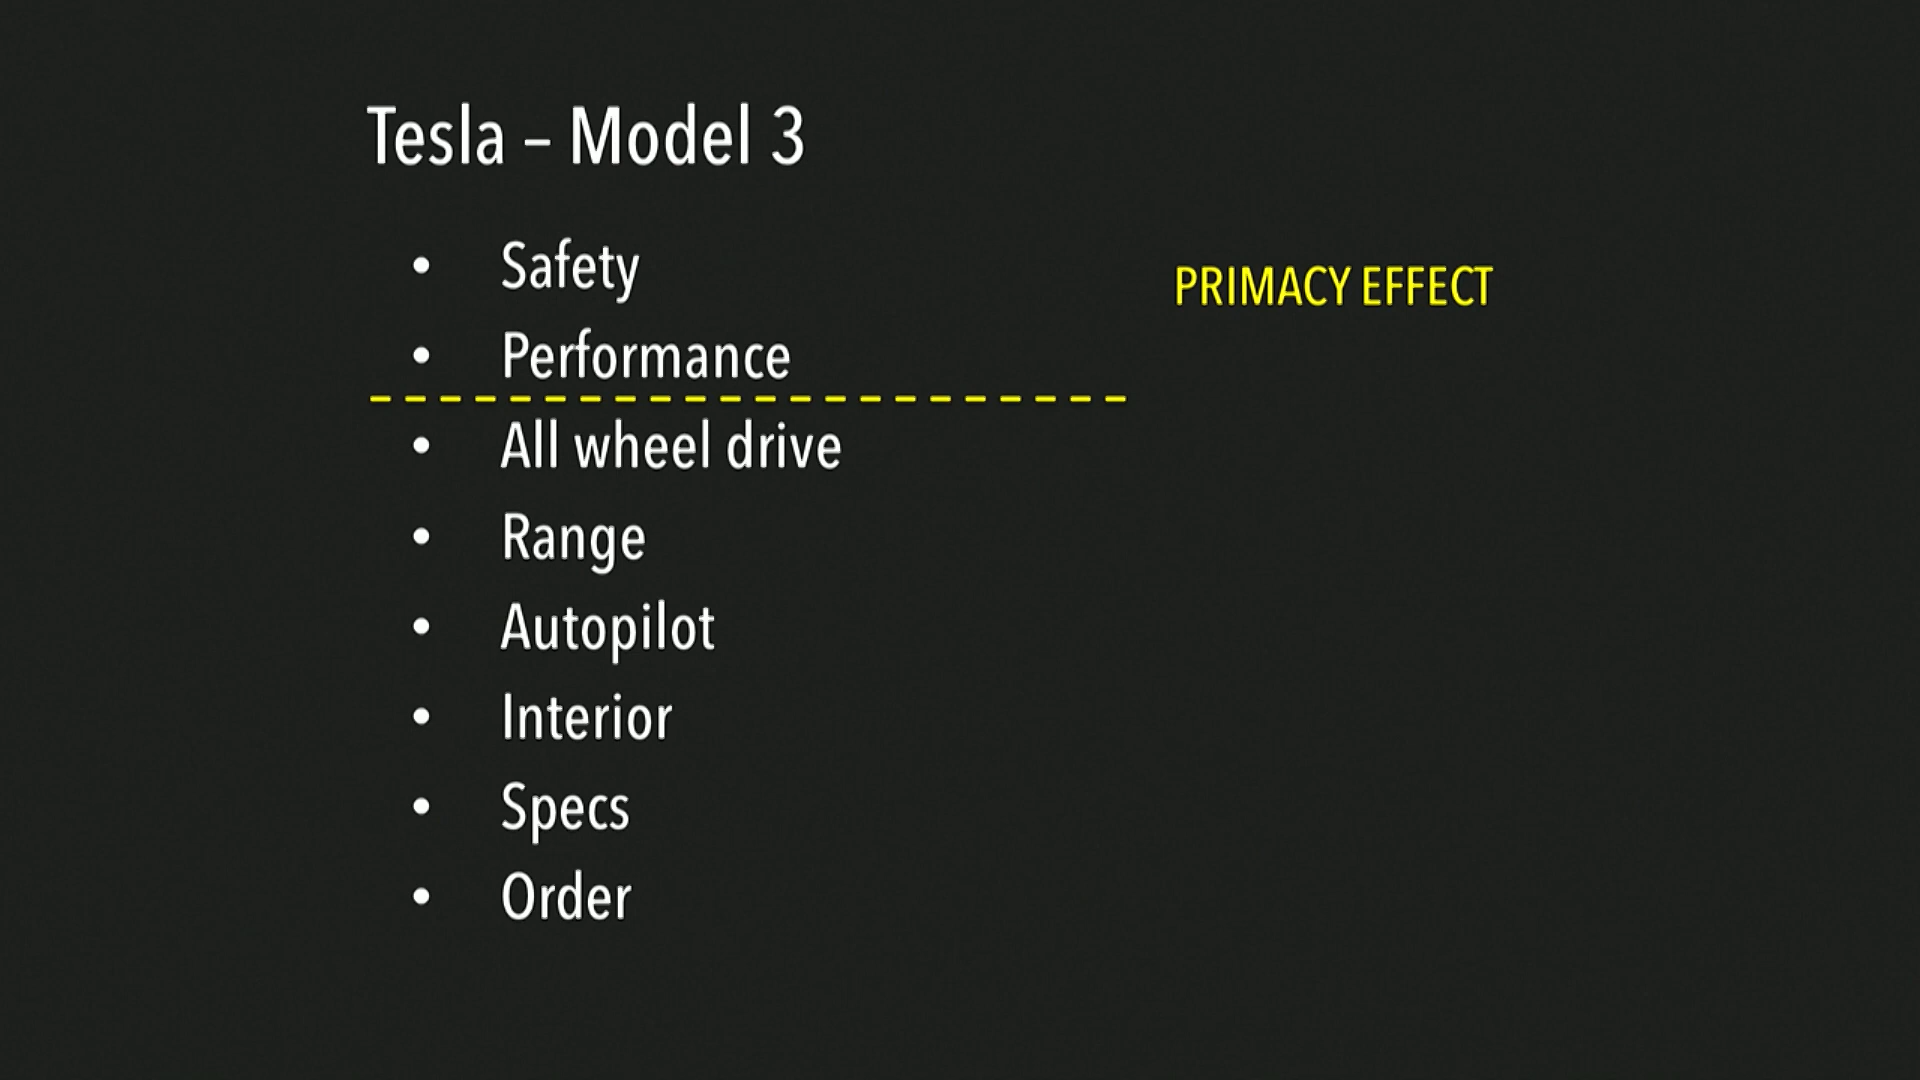 Tesla – Model 3
• Safety
PRIMACY EFFECT
• Performance
• All wheel drive
• Range
• Autopilot
• Interior
• Specs
• Order